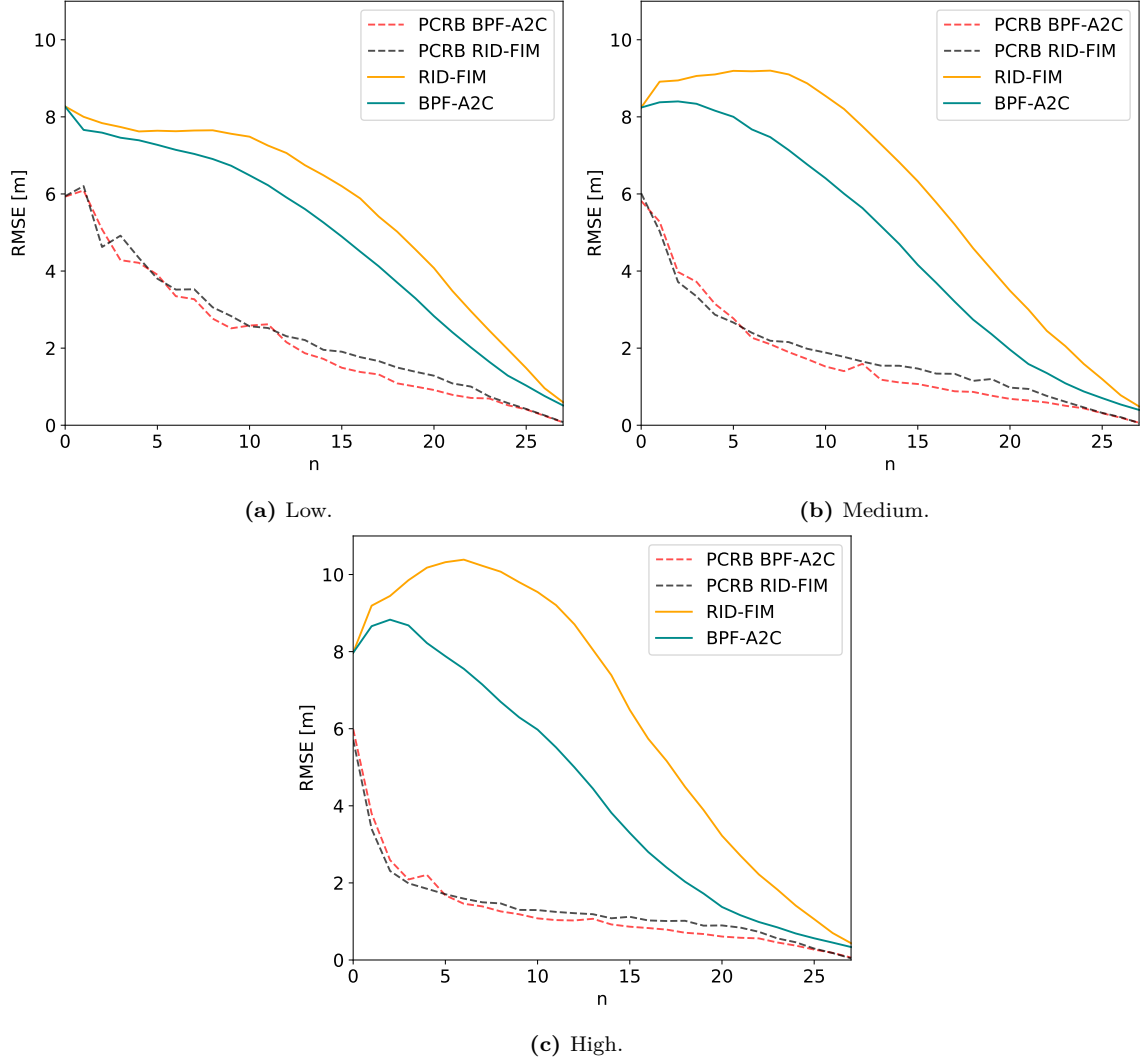 PCRB BPF-A2C
PCRB RID-FIM
RID-FIM
BPF-A2C
RMSE [m]
10
8
6
4
2
0
0 5 10 15 20 25
n
(a) Low.
PCRB BPF-A2C
PCRB RID-FIM
RID-FIM
BPF-A2C
RMSE [m]
10
8
6
4
2
0
0 5 10 15 20 25
n
(b) Medium.
PCRB BPF-A2C
PCRB RID-FIM
RID-FIM
BPF-A2C
RMSE [m]
10
8
6
4
2
0
0 5 10 15 20 25
n
(c) High.